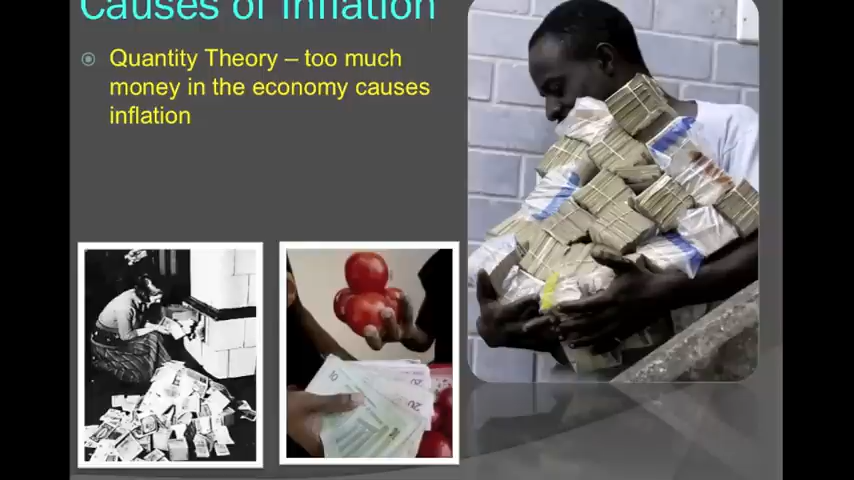 Causes of Inflation
Quantity Theory – too much
money in the economy causes
inflation